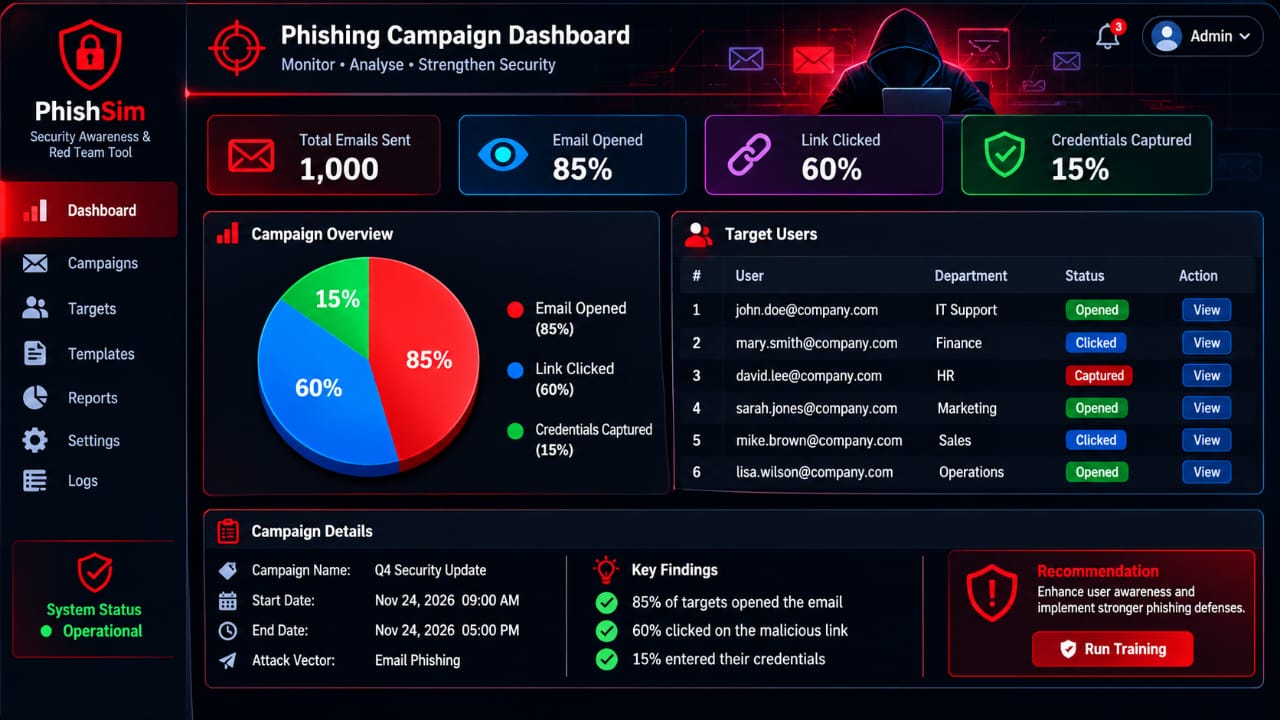 PhishSim
Security Awareness &
Red Team Tool
Dashboard
Campaigns
Targets
Templates
Reports
Settings
Logs
System Status
Operational
Phishing Campaign Dashboard
Monitor • Analyse • Strengthen Security
3
Admin
Total Emails Sent
1,000
Email Opened
85%
Link Clicked
60%
Credentials Captured
15%
Campaign Overview
15%
85%
60%
Email Opened
(85%)
Link Clicked
(60%)
Credentials Captured
(15%)
Target Users
# User Department Status Action
1 john.doe@company.com IT Support Opened View
2 mary.smith@company.com Finance Clicked View
3 david.lee@company.com HR Captured View
4 sarah.jones@company.com Marketing Opened View
5 mike.brown@company.com Sales Clicked View
6 lisa.wilson@company.com Operations Opened View
Campaign Details
Campaign Name: Q4 Security Update
Start Date: Nov 24, 2026 09:00 AM
End Date: Nov 24, 2026 05:00 PM
Attack Vector: Email Phishing
Key Findings
85% of targets opened the email
60% clicked on the malicious link
15% entered their credentials
Recommendation
Enhance user awareness and
implement stronger phishing defenses.
Run Training